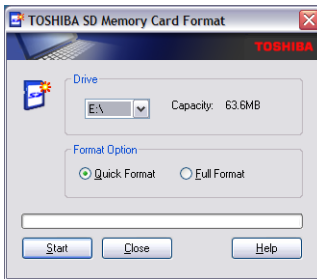 TOSHIBA SD Memory Card Format
TOSHIBA
Drive
E:\ Capacity: 63.6MB
Format Option
Quick Format Full Format
Start Close Help